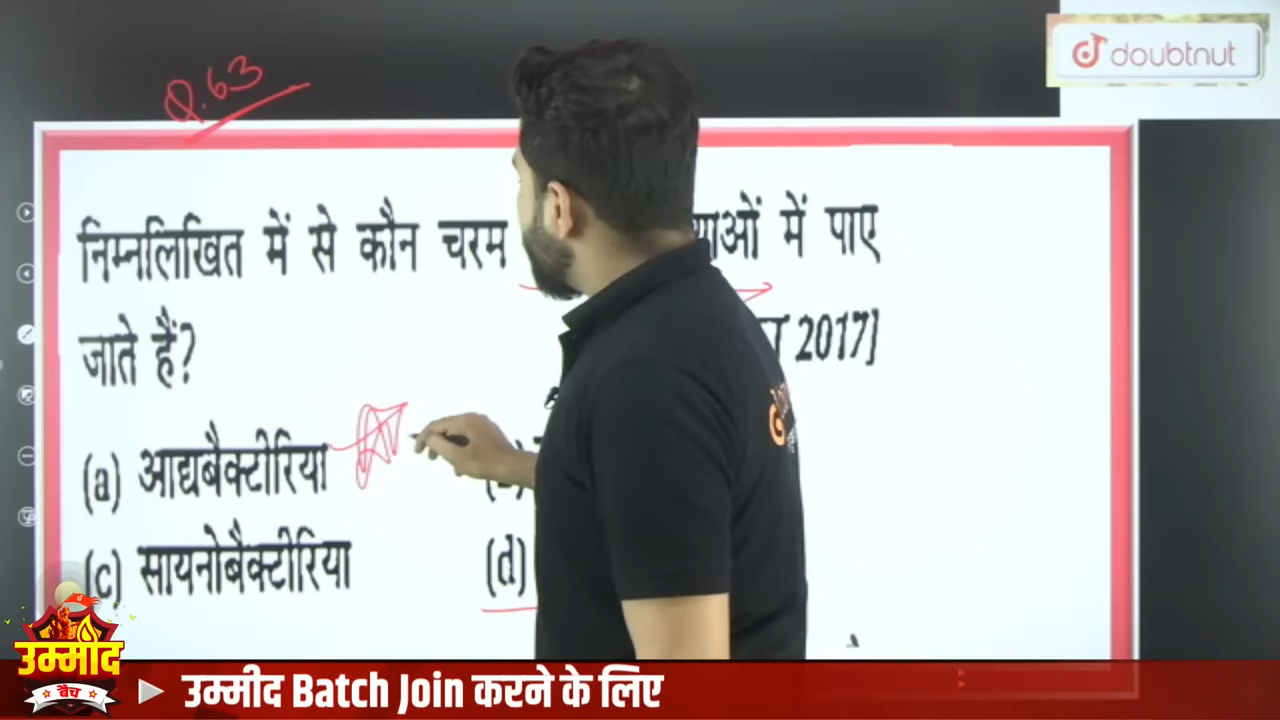 Q.63
doubtnut
निम्नलिखित में से कौन चरम याओं में पाए
जाते हैं? 2017]
(a) आद्यबैक्टीरिया
(c) सायनोबैक्टीरिया (d)
उम्मीद
बैच
उम्मीद Batch Join करने के लिए